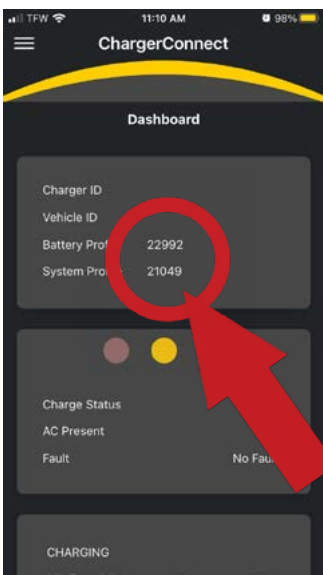 TFW 11:10 AM 98%
ChargerConnect
Dashboard
Charger ID
Vehicle ID
Battery Prof 22992
System Pro 21049
Charge Status
AC Present
Fault No Fau
CHARGING